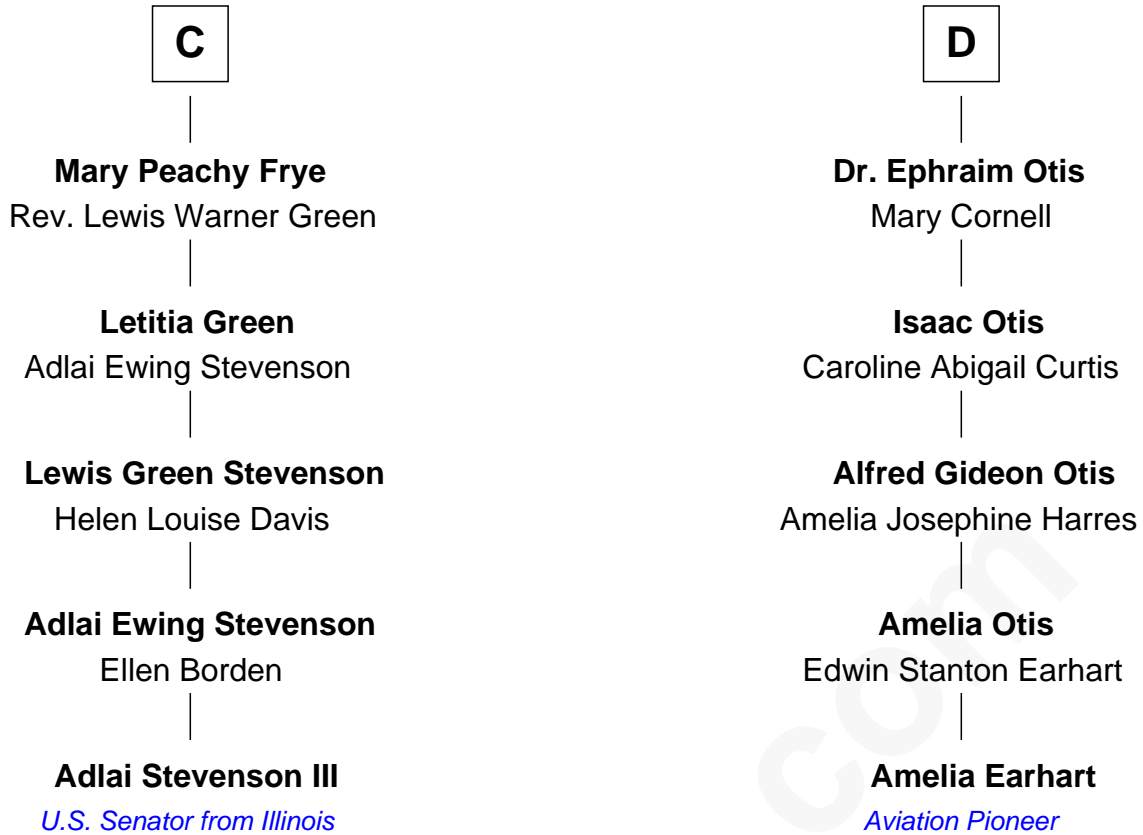 C
Mary Peachy Frye
Rev. Lewis Warner Green
Letitia Green
Adlai Ewing Stevenson
Lewis Green Stevenson
Helen Louise Davis
Adlai Ewing Stevenson
Ellen Borden
Adlai Stevenson III
U.S. Senator from Illinois
D
Dr. Ephraim Otis
Mary Cornell
Isaac Otis
Caroline Abigail Curtis
Alfred Gideon Otis
Amelia Josephine Harres
Amelia Otis
Edwin Stanton Earhart
Amelia Earhart
Aviation Pioneer
com